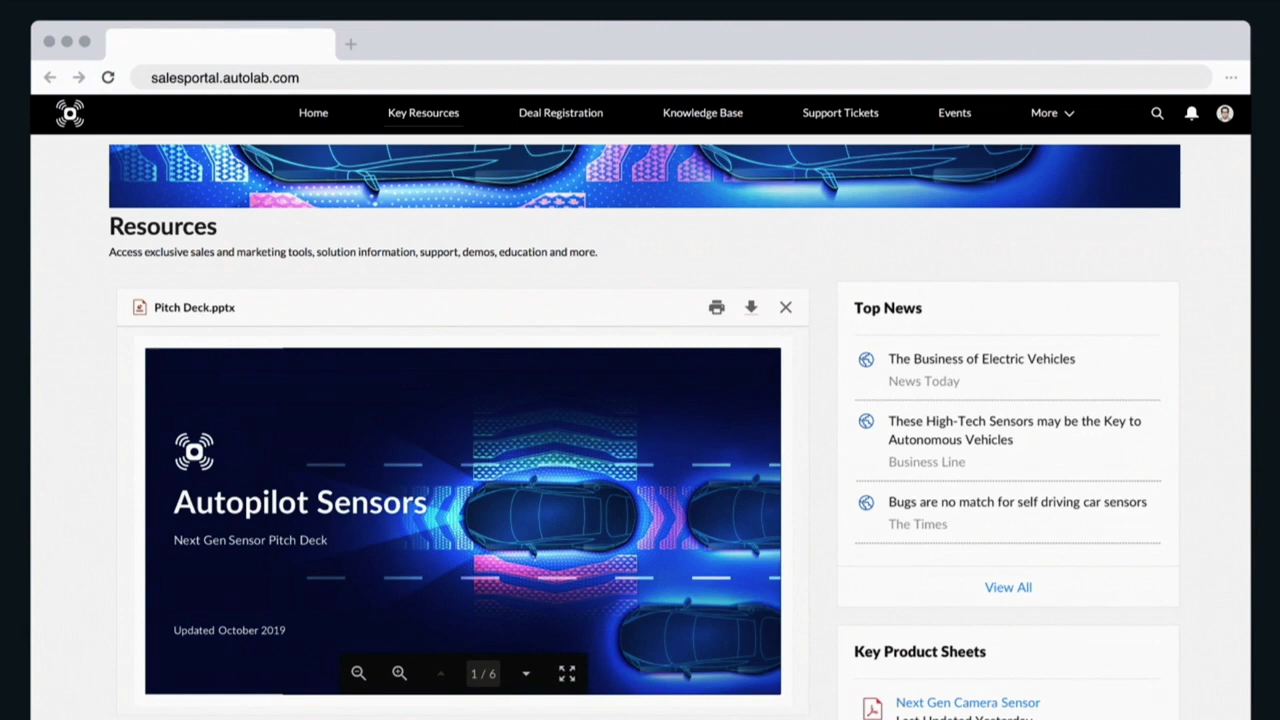 salesportal.autolab.com
Home Key Resources Deal Registration Knowledge Base Support Tickets Events More
Resources
Access exclusive sales and marketing tools, solution information, support, demos, education and more.
Pitch Deck.pptx
Autopilot Sensors
Next Gen Sensor Pitch Deck
Updated October 2019
1 / 6
Top News
The Business of Electric Vehicles
News Today
These High-Tech Sensors may be the Key to
Autonomous Vehicles
Business Line
Bugs are no match for self driving car sensors
The Times
View All
Key Product Sheets
Next Gen Camera Sensor
Last Updated Yesterday